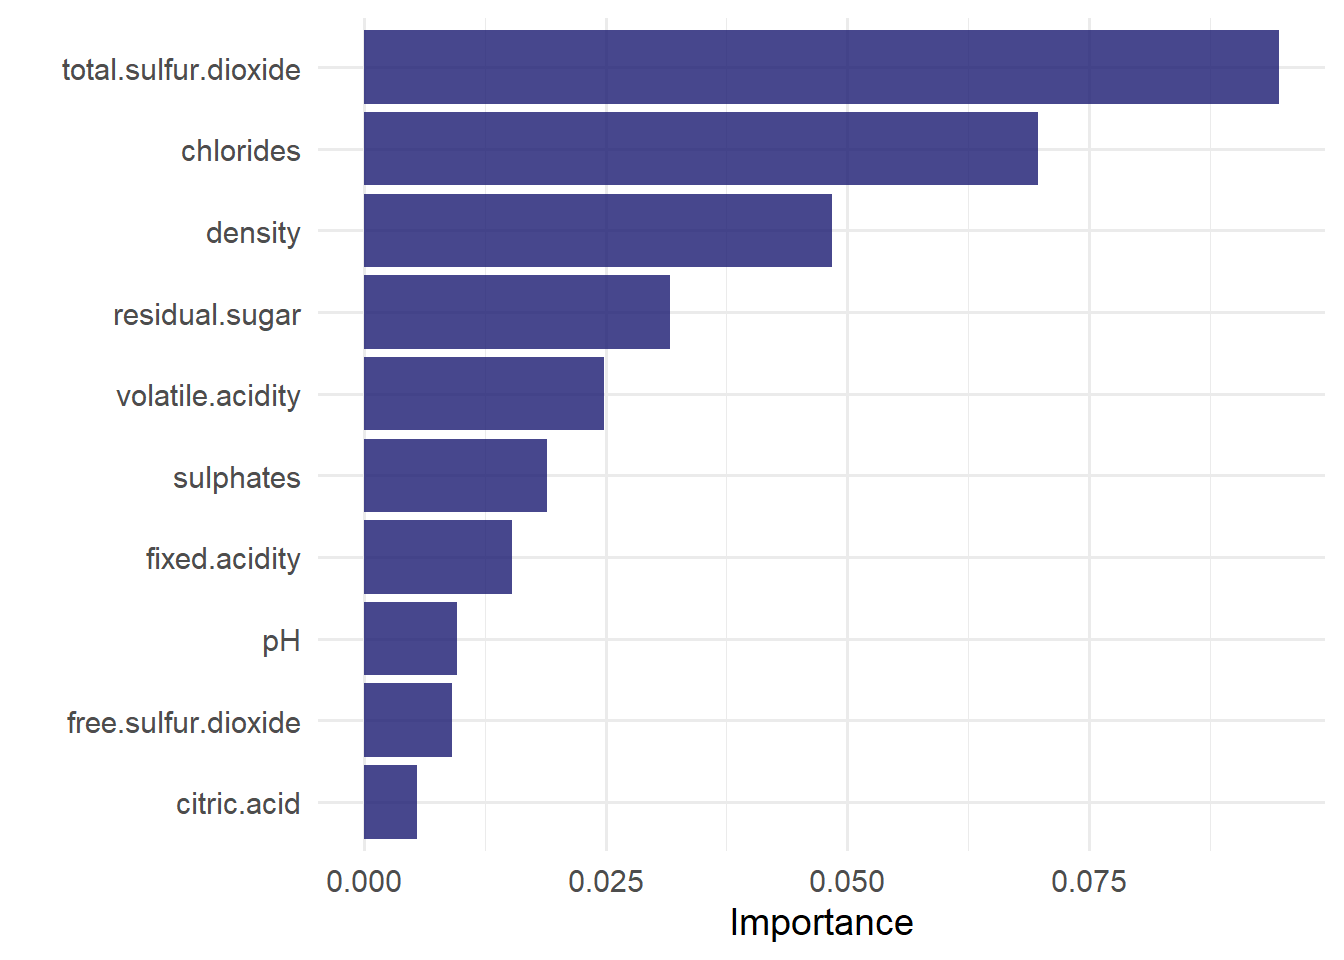 total.sulfur.dioxide
chlorides
density
residual.sugar
volatile.acidity
sulphates
fixed.acidity
pH
free.sulfur.dioxide
citric.acid
0.000 0.025 0.050 0.075
Importance